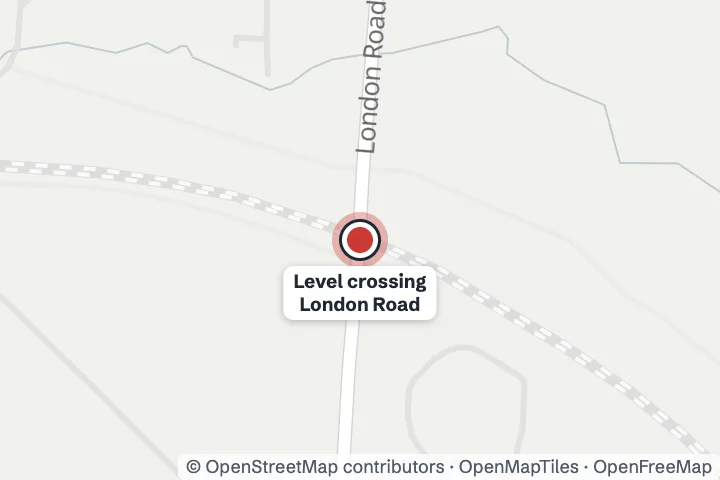 London Road
Level crossing
London Road
© OpenStreetMap contributors · OpenMapTiles · OpenFreeMap